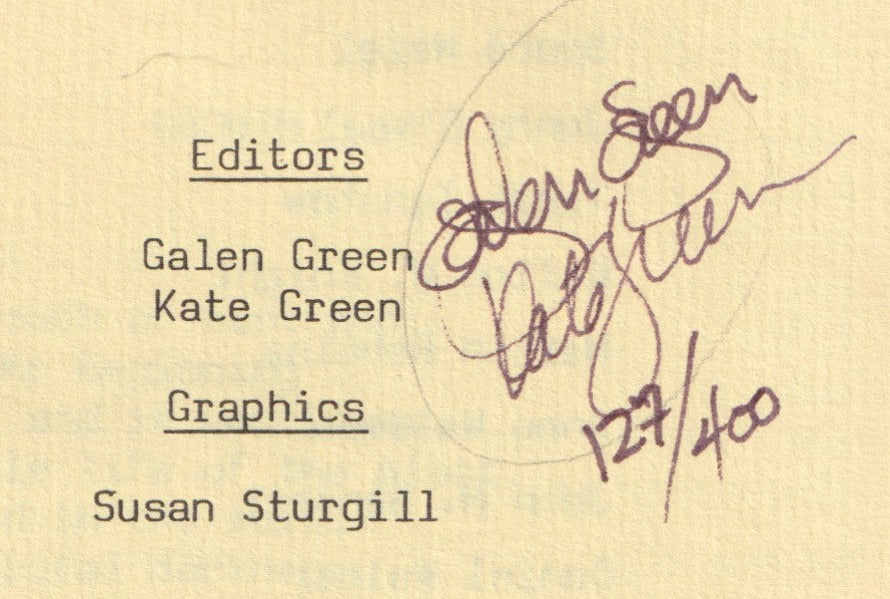 Editors
Galen Green
Kate Green
Graphics
Susan Sturgill
Galen Green
Kate Green
127/400